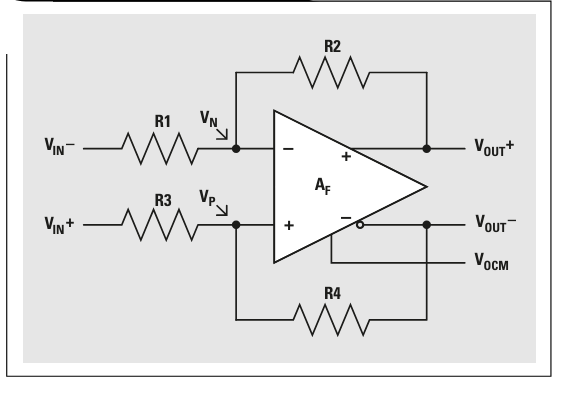 R2
R1
V_N
V_IN−
−
+
V_OUT+
A_F
R3
V_P
V_IN+
+
−
V_OUT−
V_OCM
R4